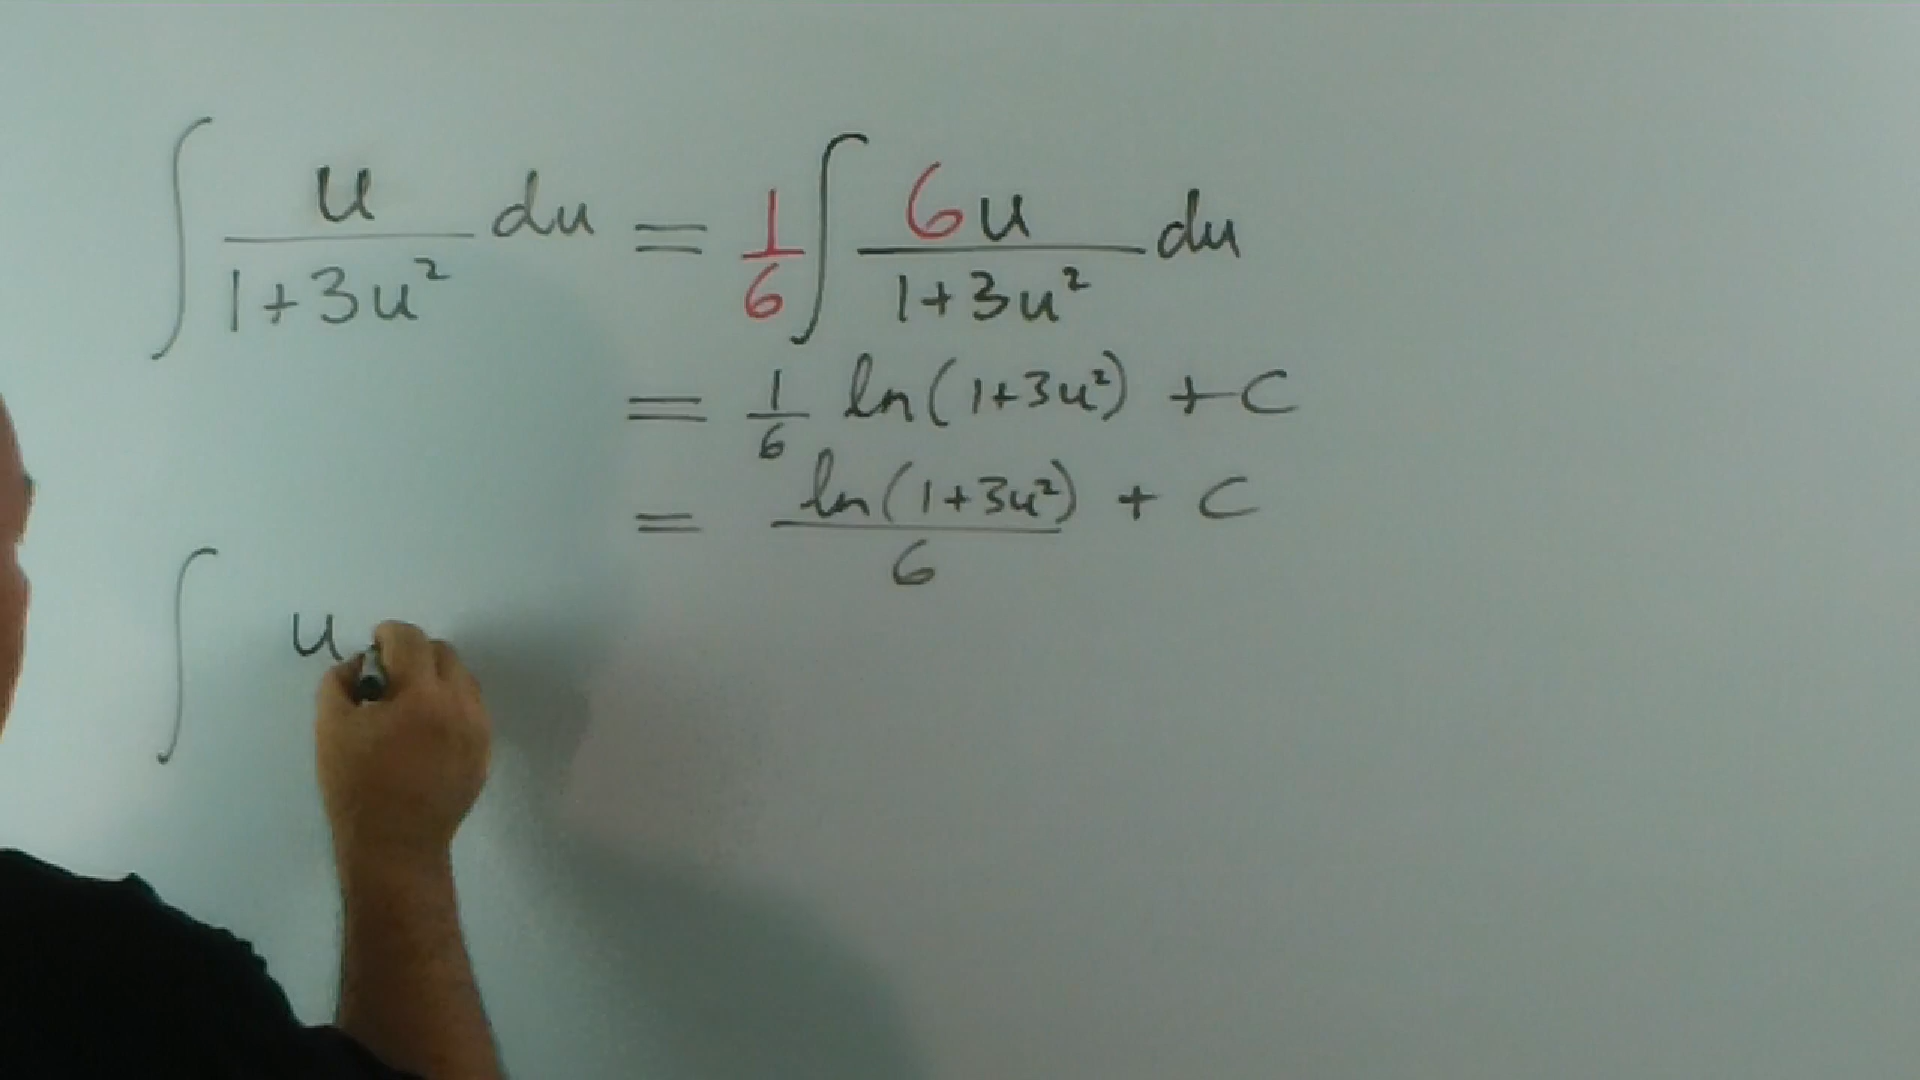 ∫ u/(1+3u²) du = 1/6 ∫ 6u/(1+3u²) du
= 1/6 ln(1+3u²) + C
= ln(1+3u²)/6 + C
∫ u